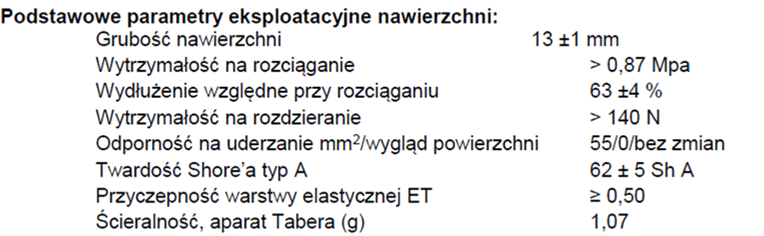 Podstawowe parametry eksploatacyjne nawierzchni:
Grubość nawierzchni 13 ±1 mm
Wytrzymałość na rozciąganie > 0,87 Mpa
Wydłużenie względne przy rozciąganiu 63 ±4 %
Wytrzymałość na rozdzieranie > 140 N
Odporność na uderzanie mm²/wygląd powierzchni 55/0/bez zmian
Twardość Shore’a typ A 62 ± 5 Sh A
Przyczepność warstwy elastycznej ET ≥ 0,50
Ścieralność, aparat Tabera (g) 1,07